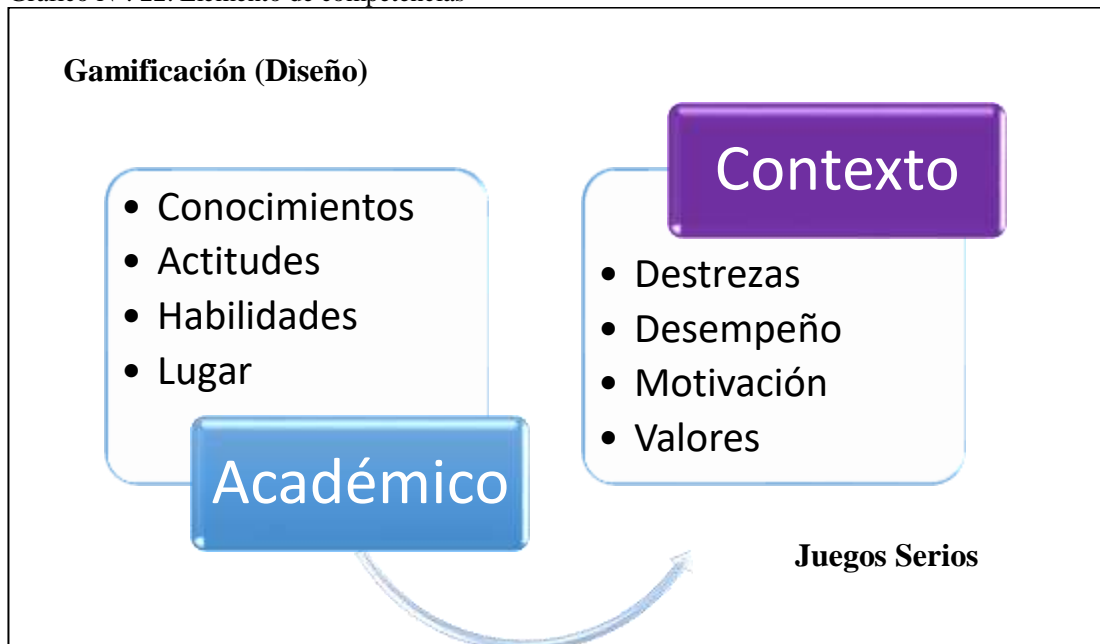 Gamificación (Diseño)
• Conocimientos
• Actitudes
• Habilidades
• Lugar
Académico
Contexto
• Destrezas
• Desempeño
• Motivación
• Valores
Juegos Serios